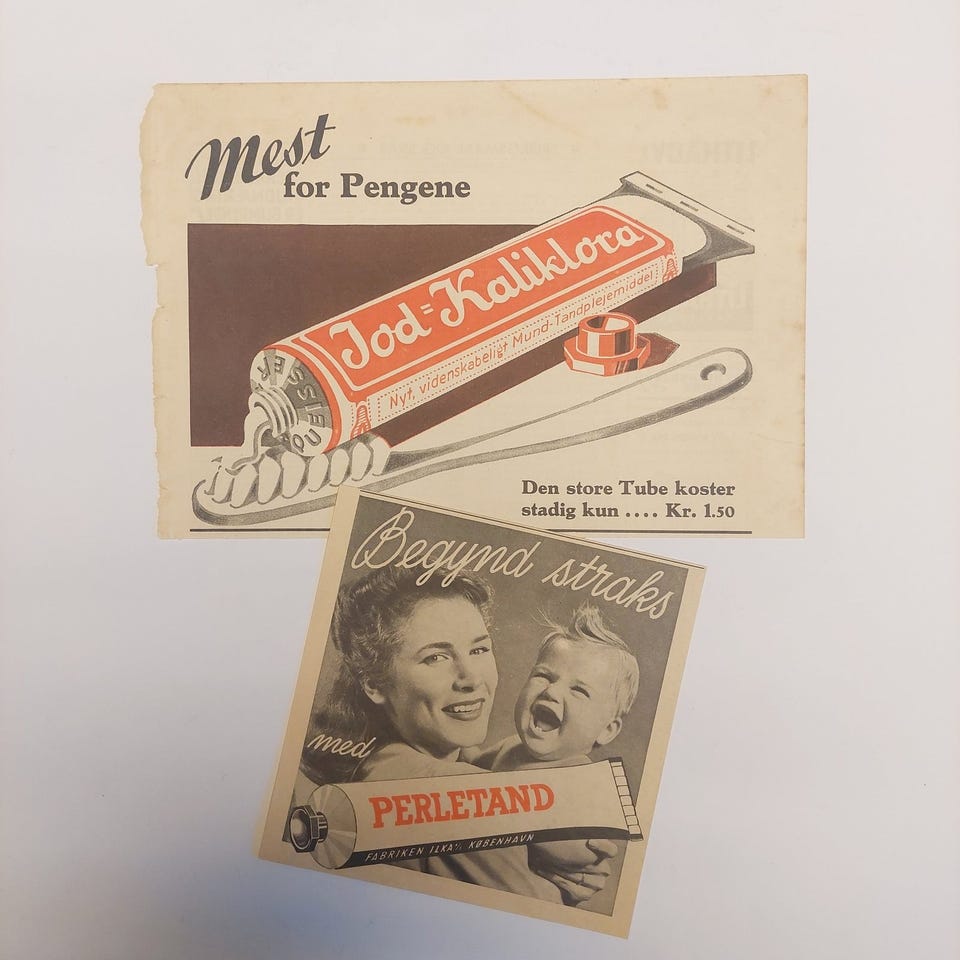 Mest
for Pengene
Jod=Kaliklora
Nyt, videnskabeligt Mund-Tandplejemiddel
QUEISSER
Den store Tube koster
stadig kun .... Kr. 1.50
Begynd straks
med
PERLETAND
FABRIKEN ILKA A/S KØBENHAVN